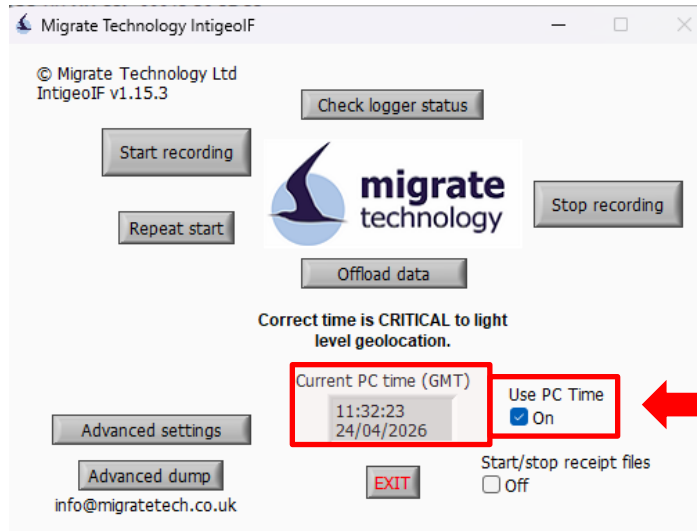 Migrate Technology IntigeoIF
© Migrate Technology Ltd
IntigeoIF v1.15.3
Check logger status
Start recording
migrate
technology
Stop recording
Repeat start
Offload data
Correct time is CRITICAL to light
level geolocation.
Current PC time (GMT)
11:32:23
24/04/2026
Use PC Time
On
Advanced settings
Advanced dump
EXIT
Start/stop receipt files
Off
info@migratetech.co.uk